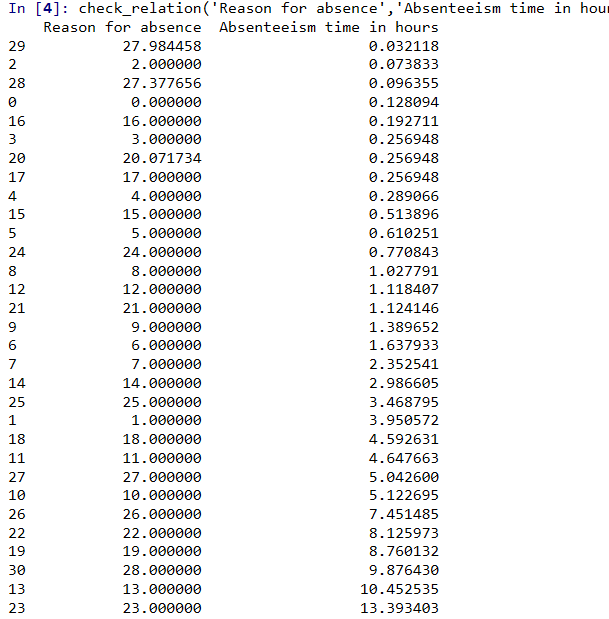 In [4]: check_relation('Reason for absence','Absenteeism time in hour
Reason for absence Absenteeism time in hours
29 27.984458 0.032118
2 2.000000 0.073833
28 27.377656 0.096355
0 0.000000 0.128094
16 16.000000 0.192711
3 3.000000 0.256948
20 20.071734 0.256948
17 17.000000 0.256948
4 4.000000 0.289066
15 15.000000 0.513896
5 5.000000 0.610251
24 24.000000 0.770843
8 8.000000 1.027791
12 12.000000 1.118407
21 21.000000 1.124146
9 9.000000 1.389652
6 6.000000 1.637933
7 7.000000 2.352541
14 14.000000 2.986605
25 25.000000 3.468795
1 1.000000 3.950572
18 18.000000 4.592631
11 11.000000 4.647663
27 27.000000 5.042600
10 10.000000 5.122695
26 26.000000 7.451485
22 22.000000 8.125973
19 19.000000 8.760132
30 28.000000 9.876430
13 13.000000 10.452535
23 23.000000 13.393403